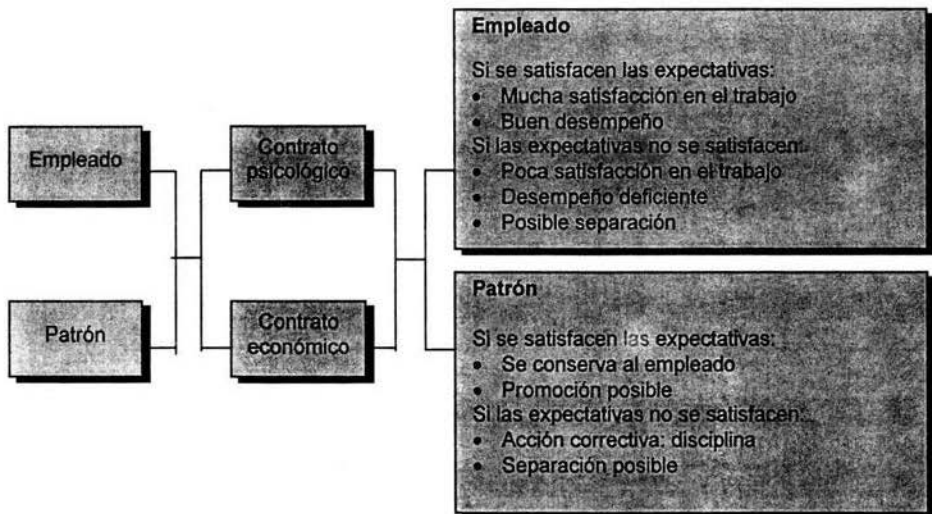 Empleado
Patrón
Contrato
psicológico
Contrato
económico
Empleado
Si se satisfacen las expectativas:
• Mucha satisfacción en el trabajo
• Buen desempeño
Si las expectativas no se satisfacen:
• Poca satisfacción en el trabajo
• Desempeño deficiente
• Posible separación
Patrón
Si se satisfacen las expectativas:
• Se conserva al empleado
• Promoción posible
Si las expectativas no se satisfacen:
• Acción correctiva: disciplina
• Separación posible